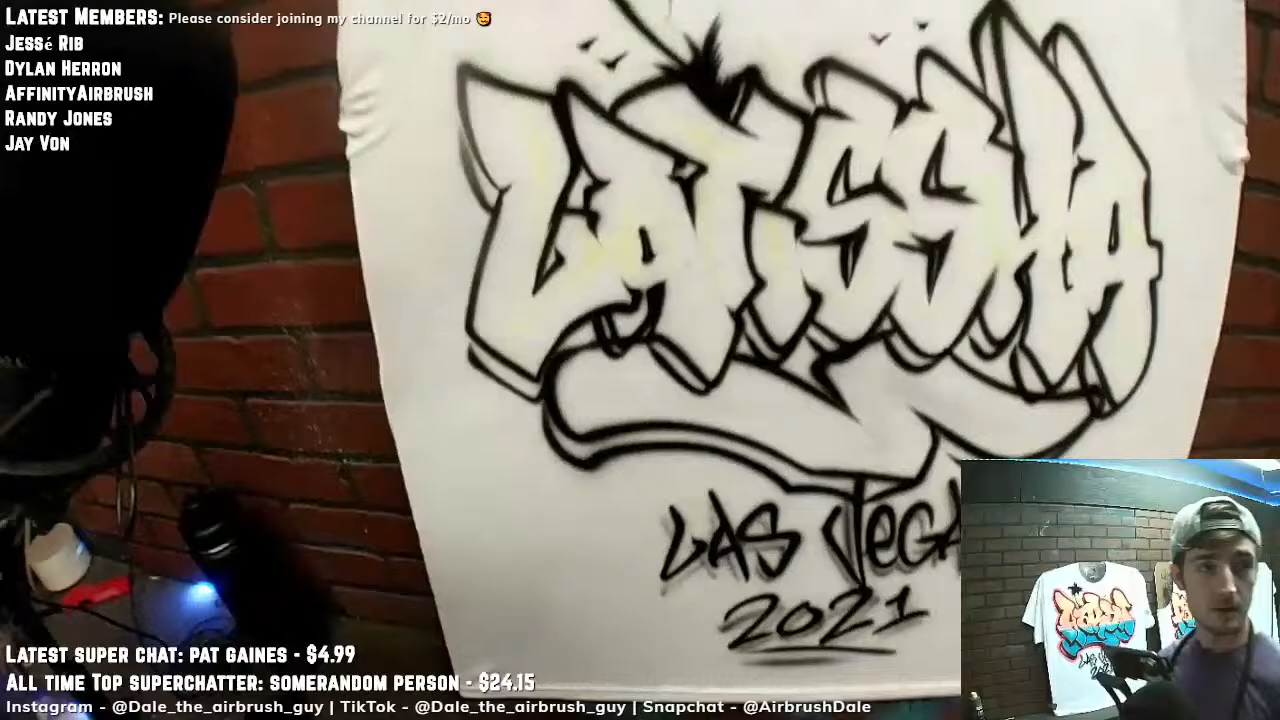 LATEST MEMBERS: Please consider joining my channel for $2/mo 🥰
Jessé Rib
Dylan Herron
AffinityAirbrush
Randy Jones
Jay Von
LATISSHA
LAS VEGA
2021
LATEST SUPER CHAT: PAT GAINES - $4.99
ALL TIME TOP SUPERCHATTER: SOMERANDOM PERSON - $24.15
Instagram - @Dale_the_airbrush_guy | TikTok - @Dale_the_airbrush_guy | Snapchat - @AirbrushDale